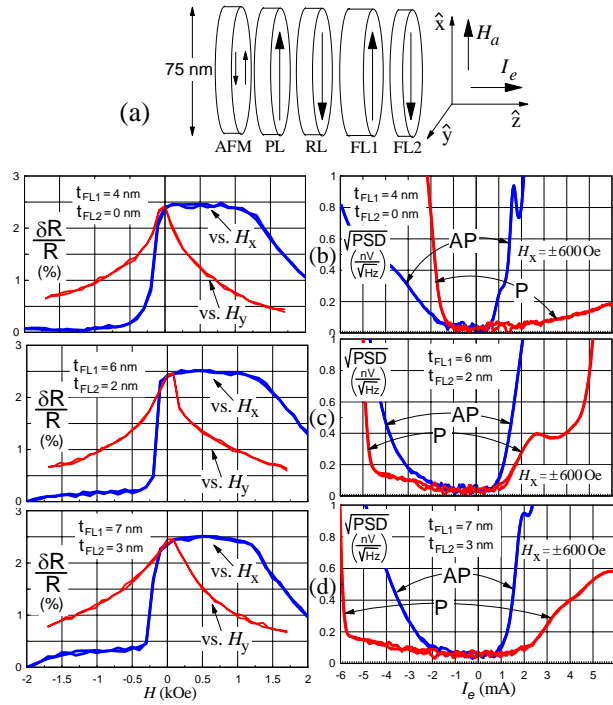 x̂
H_a
75 nm
I_e
(a)
ŷ
ẑ
AFM PL RL FL1 FL2
3
t_FL1 = 4 nm
t_FL2 = 0 nm
2
δR
R
(%)
vs. H_x
1
vs. H_y
0
1
t_FL1 = 4 nm
t_FL2 = 0 nm
0.8
√PSD
(nV/√Hz)
AP
0.6
H_x = ±600 Oe
(b)
0.4
P
0.2
0
3
t_FL1 = 6 nm
t_FL2 = 2 nm
2
δR
R
(%)
vs. H_x
1
vs. H_y
0
1
√PSD
(nV/√Hz)
t_FL1 = 6 nm
t_FL2 = 2 nm
0.8
0.6
AP
(c)
0.4
P
H_x = ±600 Oe
0.2
0
3
t_FL1 = 7 nm
t_FL2 = 3 nm
2
δR
R
(%)
vs. H_x
1
vs. H_y
0
-2 -1.5 -1 -0.5 0 0.5 1 1.5 2
H (kOe)
1
√PSD
(nV/√Hz)
t_FL1 = 7 nm
t_FL2 = 3 nm
0.8
H_x = ±600 Oe
0.6
AP
(d)
0.4
P
0.2
0
-6 -5 -4 -3 -2 -1 0 1 2 3 4 5
I_e (mA)